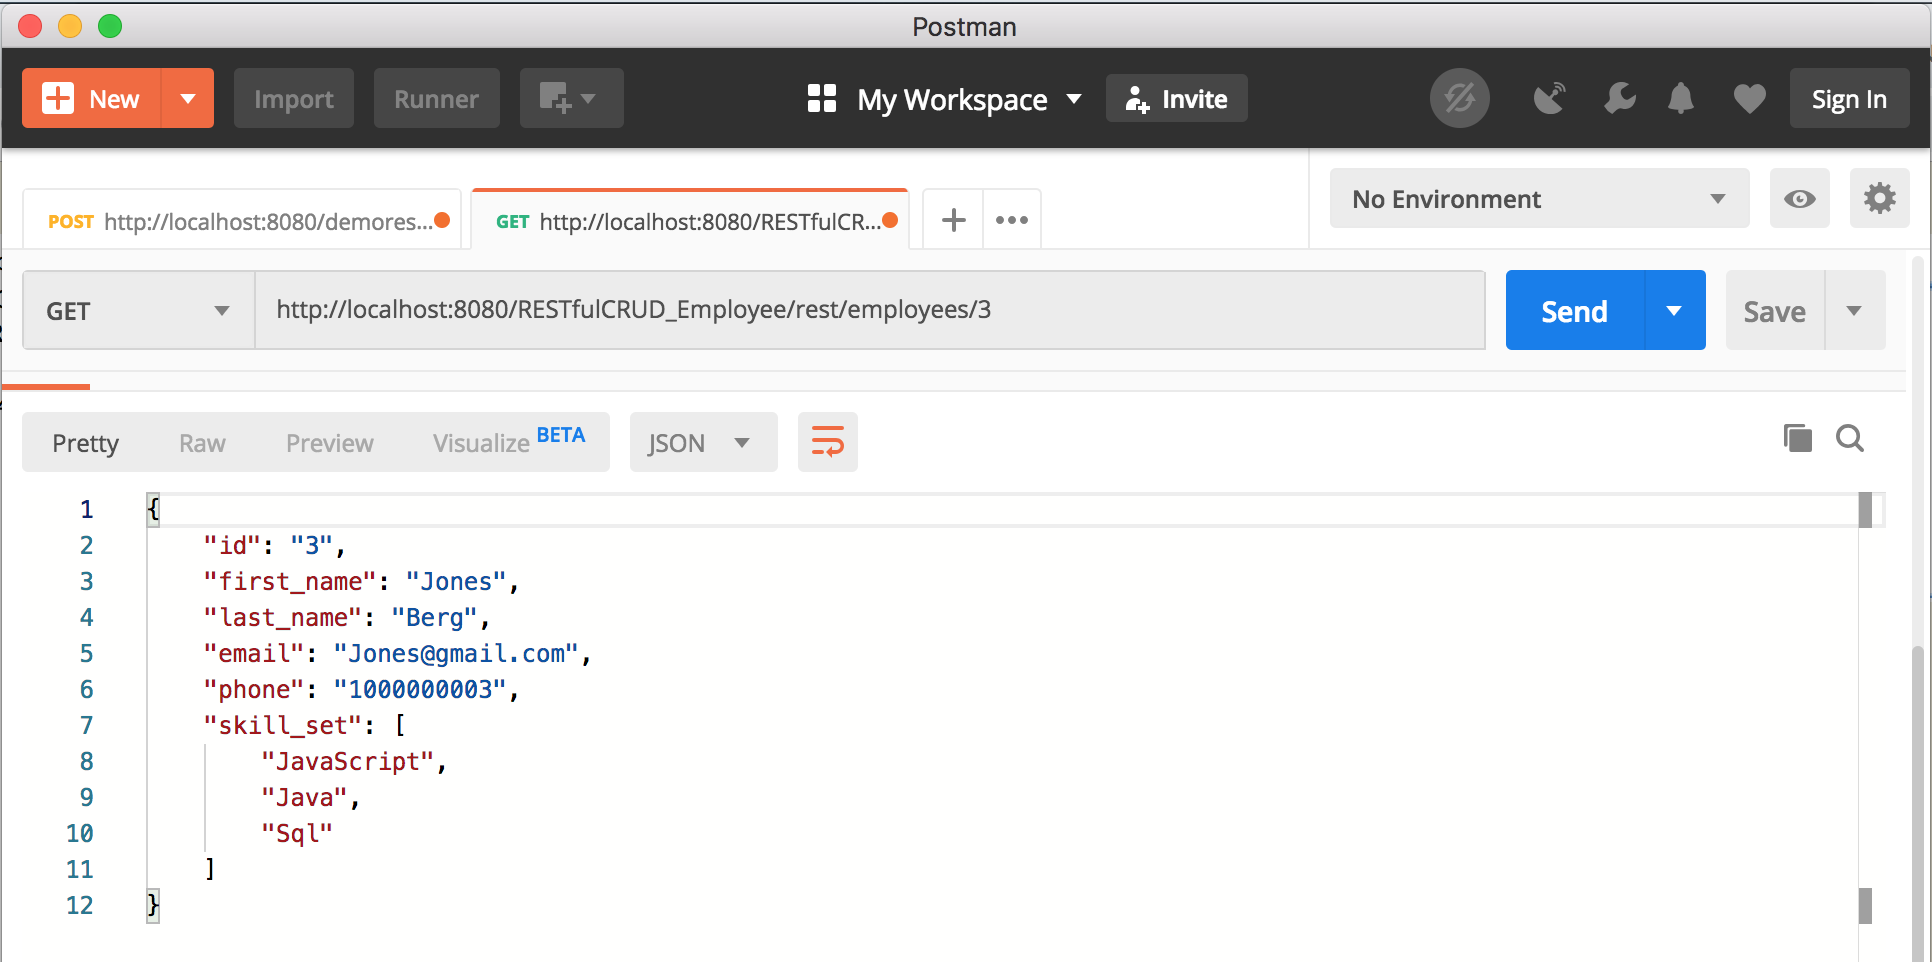 Postman
New Import Runner My Workspace Invite Sign In
POST http://localhost:8080/demores... GET http://localhost:8080/RESTfulCR... No Environment
GET http://localhost:8080/RESTfulCRUD_Employee/rest/employees/3 Send Save
Pretty Raw Preview Visualize BETA JSON
1 {
2 "id": "3",
3 "first_name": "Jones",
4 "last_name": "Berg",
5 "email": "Jones@gmail.com",
6 "phone": "1000000003",
7 "skill_set": [
8 "JavaScript",
9 "Java",
10 "Sql"
11 ]
12 }